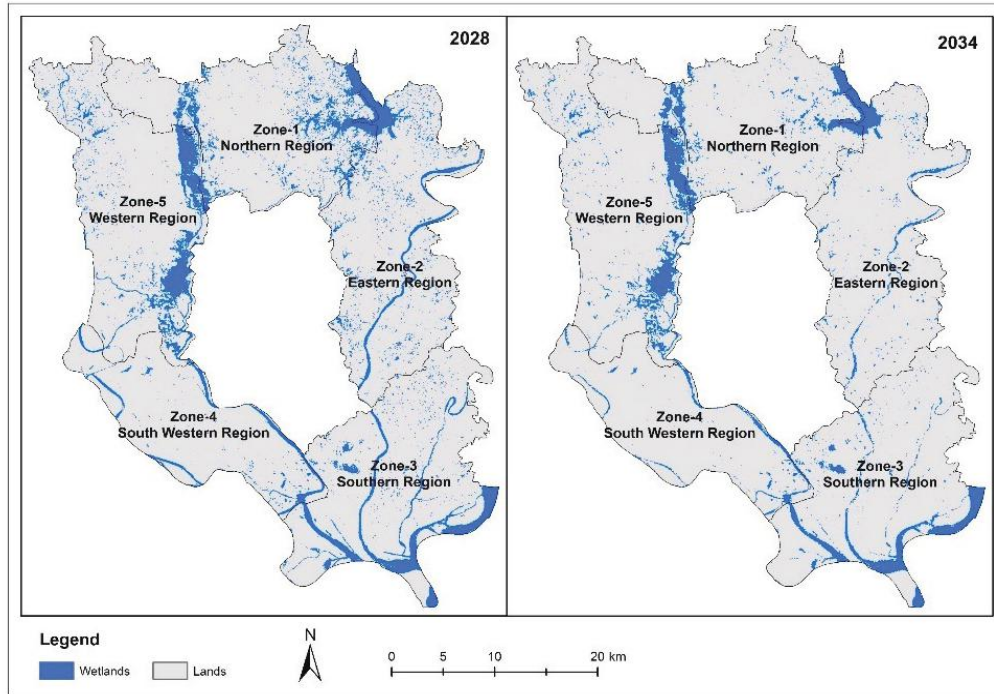 2028
Zone-1
Northern Region
Zone-5
Western Region
Zone-2
Eastern Region
Zone-4
South Western Region
Zone-3
Southern Region
2034
Zone-1
Northern Region
Zone-5
Western Region
Zone-2
Eastern Region
Zone-4
South Western Region
Zone-3
Southern Region
Legend
Wetlands
Lands
N
0 5 10 20 km